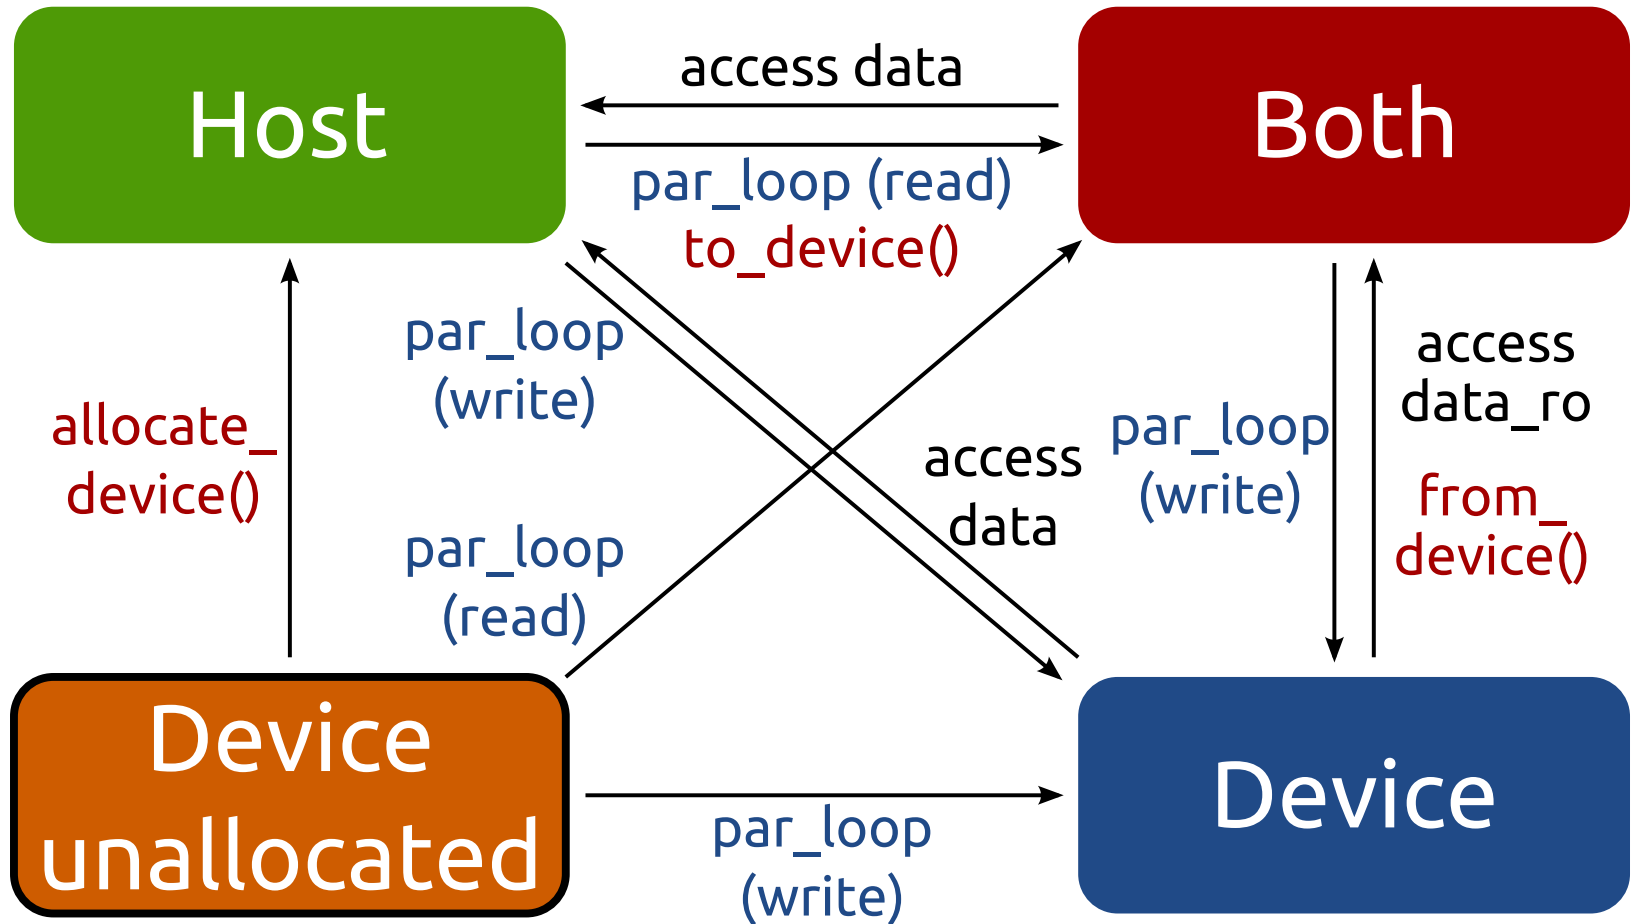 Host
access data
Both
par_loop (read)
to_device()
par_loop
(write)
access
data_ro
allocate_
device()
access
data
par_loop
(write)
from_
device()
par_loop
(read)
Device
unallocated
Device
par_loop
(write)